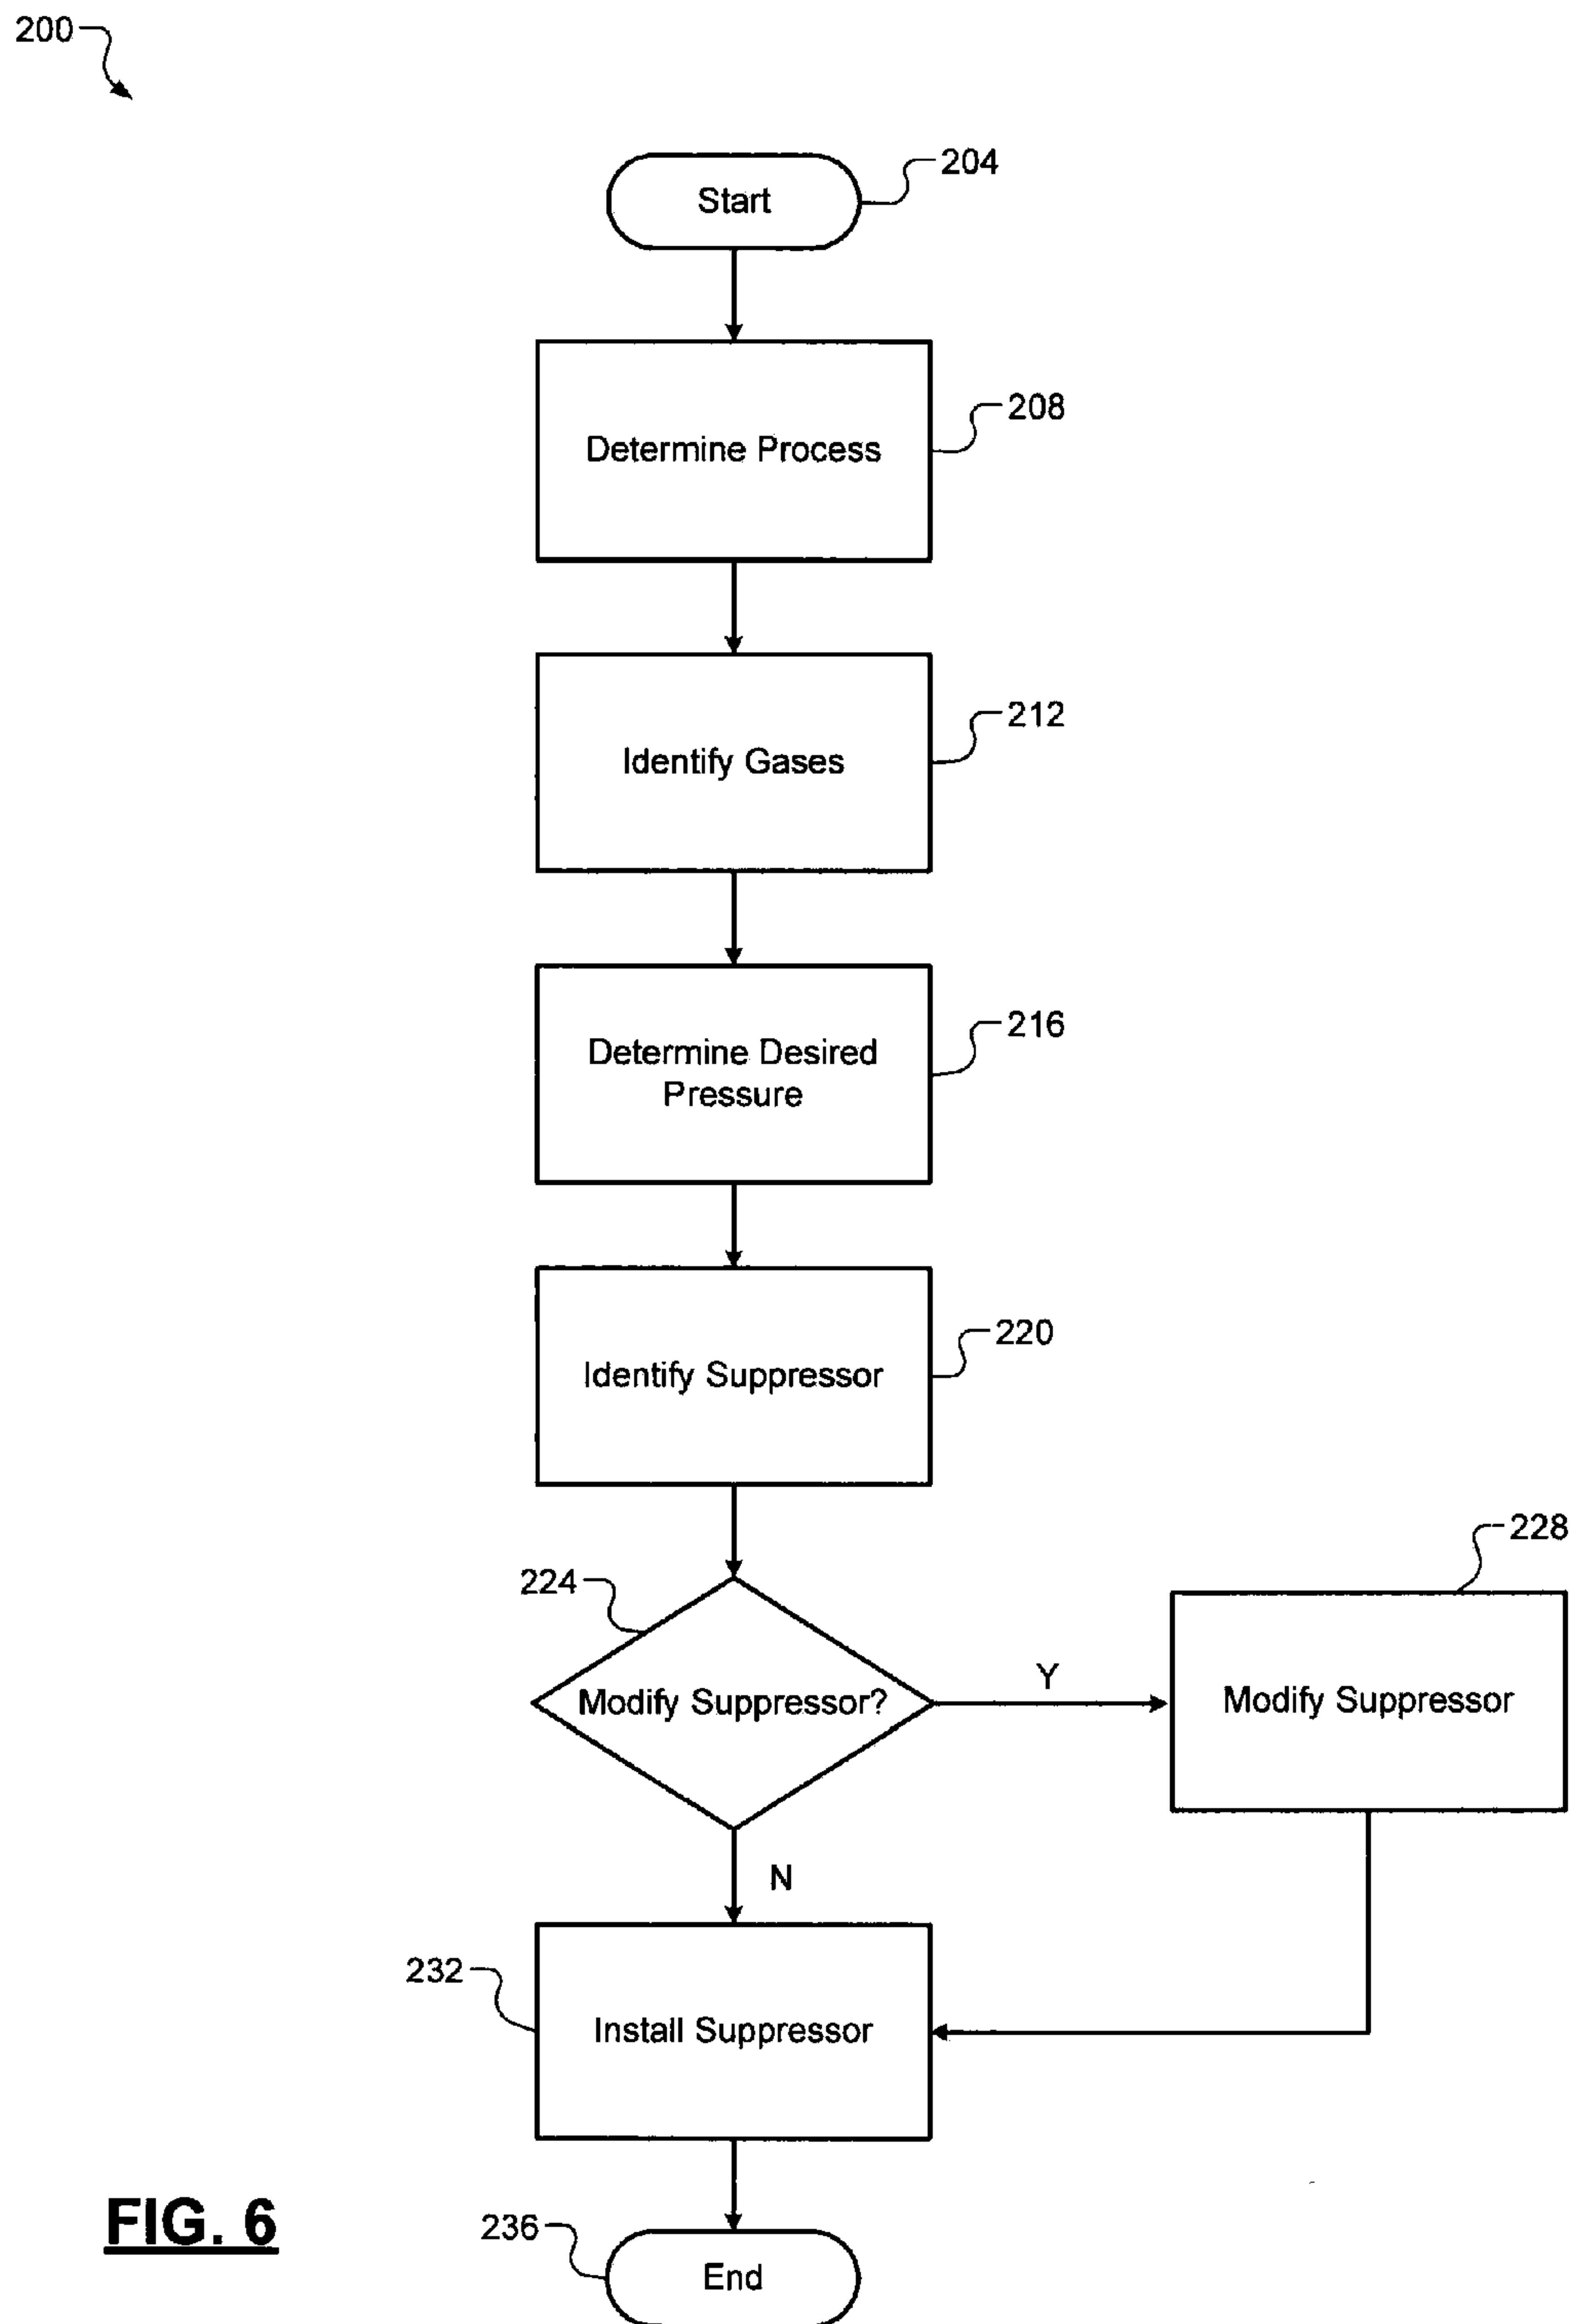 200
Start
204
Determine Process
208
Identify Gases
212
Determine Desired
Pressure
216
Identify Suppressor
220
224
Modify Suppressor?
Y
228
Modify Suppressor
N
232
Install Suppressor
FIG. 6
236
End